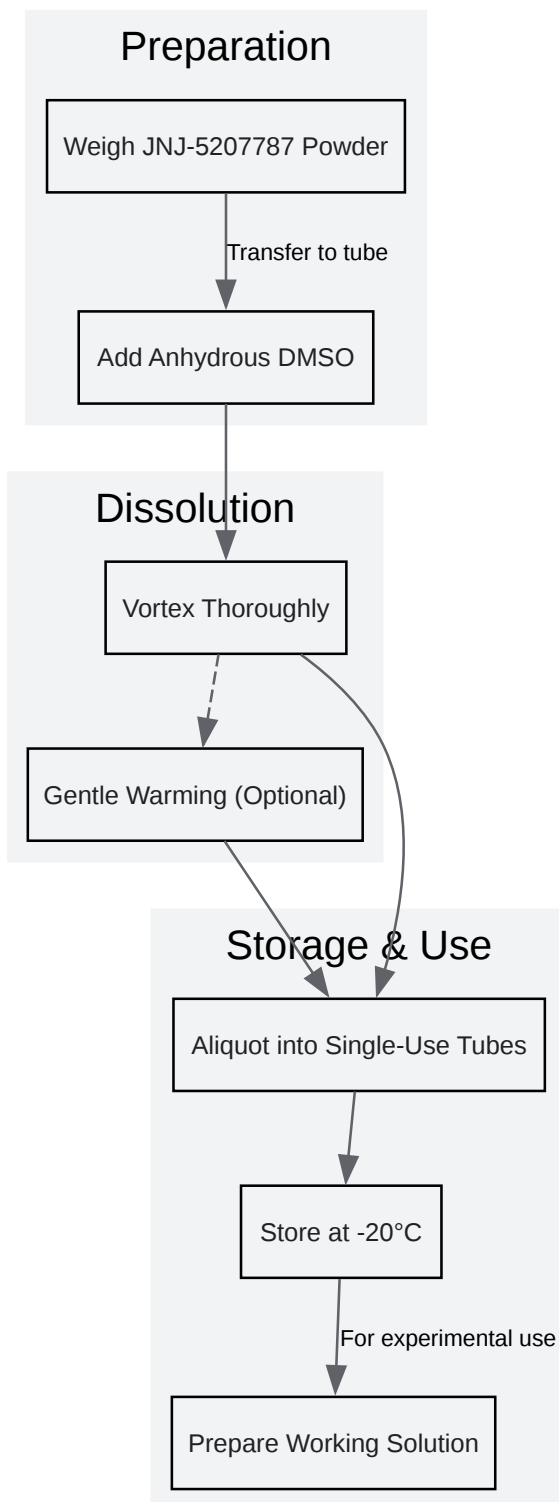 Preparation
Weigh JNJ-5207787 Powder
Transfer to tube
Add Anhydrous DMSO
Dissolution
Vortex Thoroughly
Gentle Warming (Optional)
Storage & Use
Aliquot into Single-Use Tubes
Store at -20°C
For experimental use
Prepare Working Solution